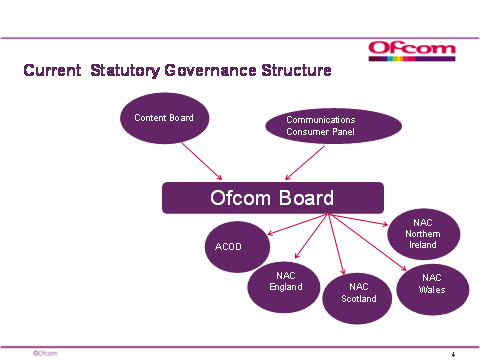 Ofcom
Current Statutory Governance Structure
Content Board
Communications
Consumer Panel
Ofcom Board
ACOD
NAC
Northern
Ireland
NAC
England
NAC
Scotland
NAC
Wales
©Ofcom
4